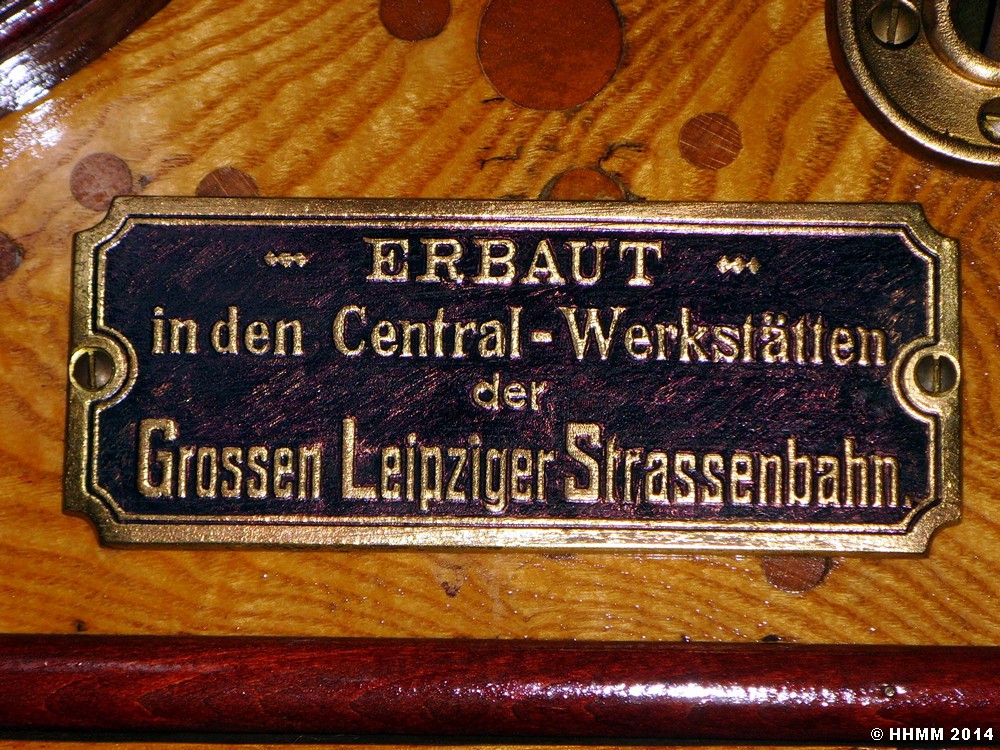 ERBAUT
in den Central-Werkstätten
der
Grossen Leipziger Strassenbahn.
© HHMM 2014